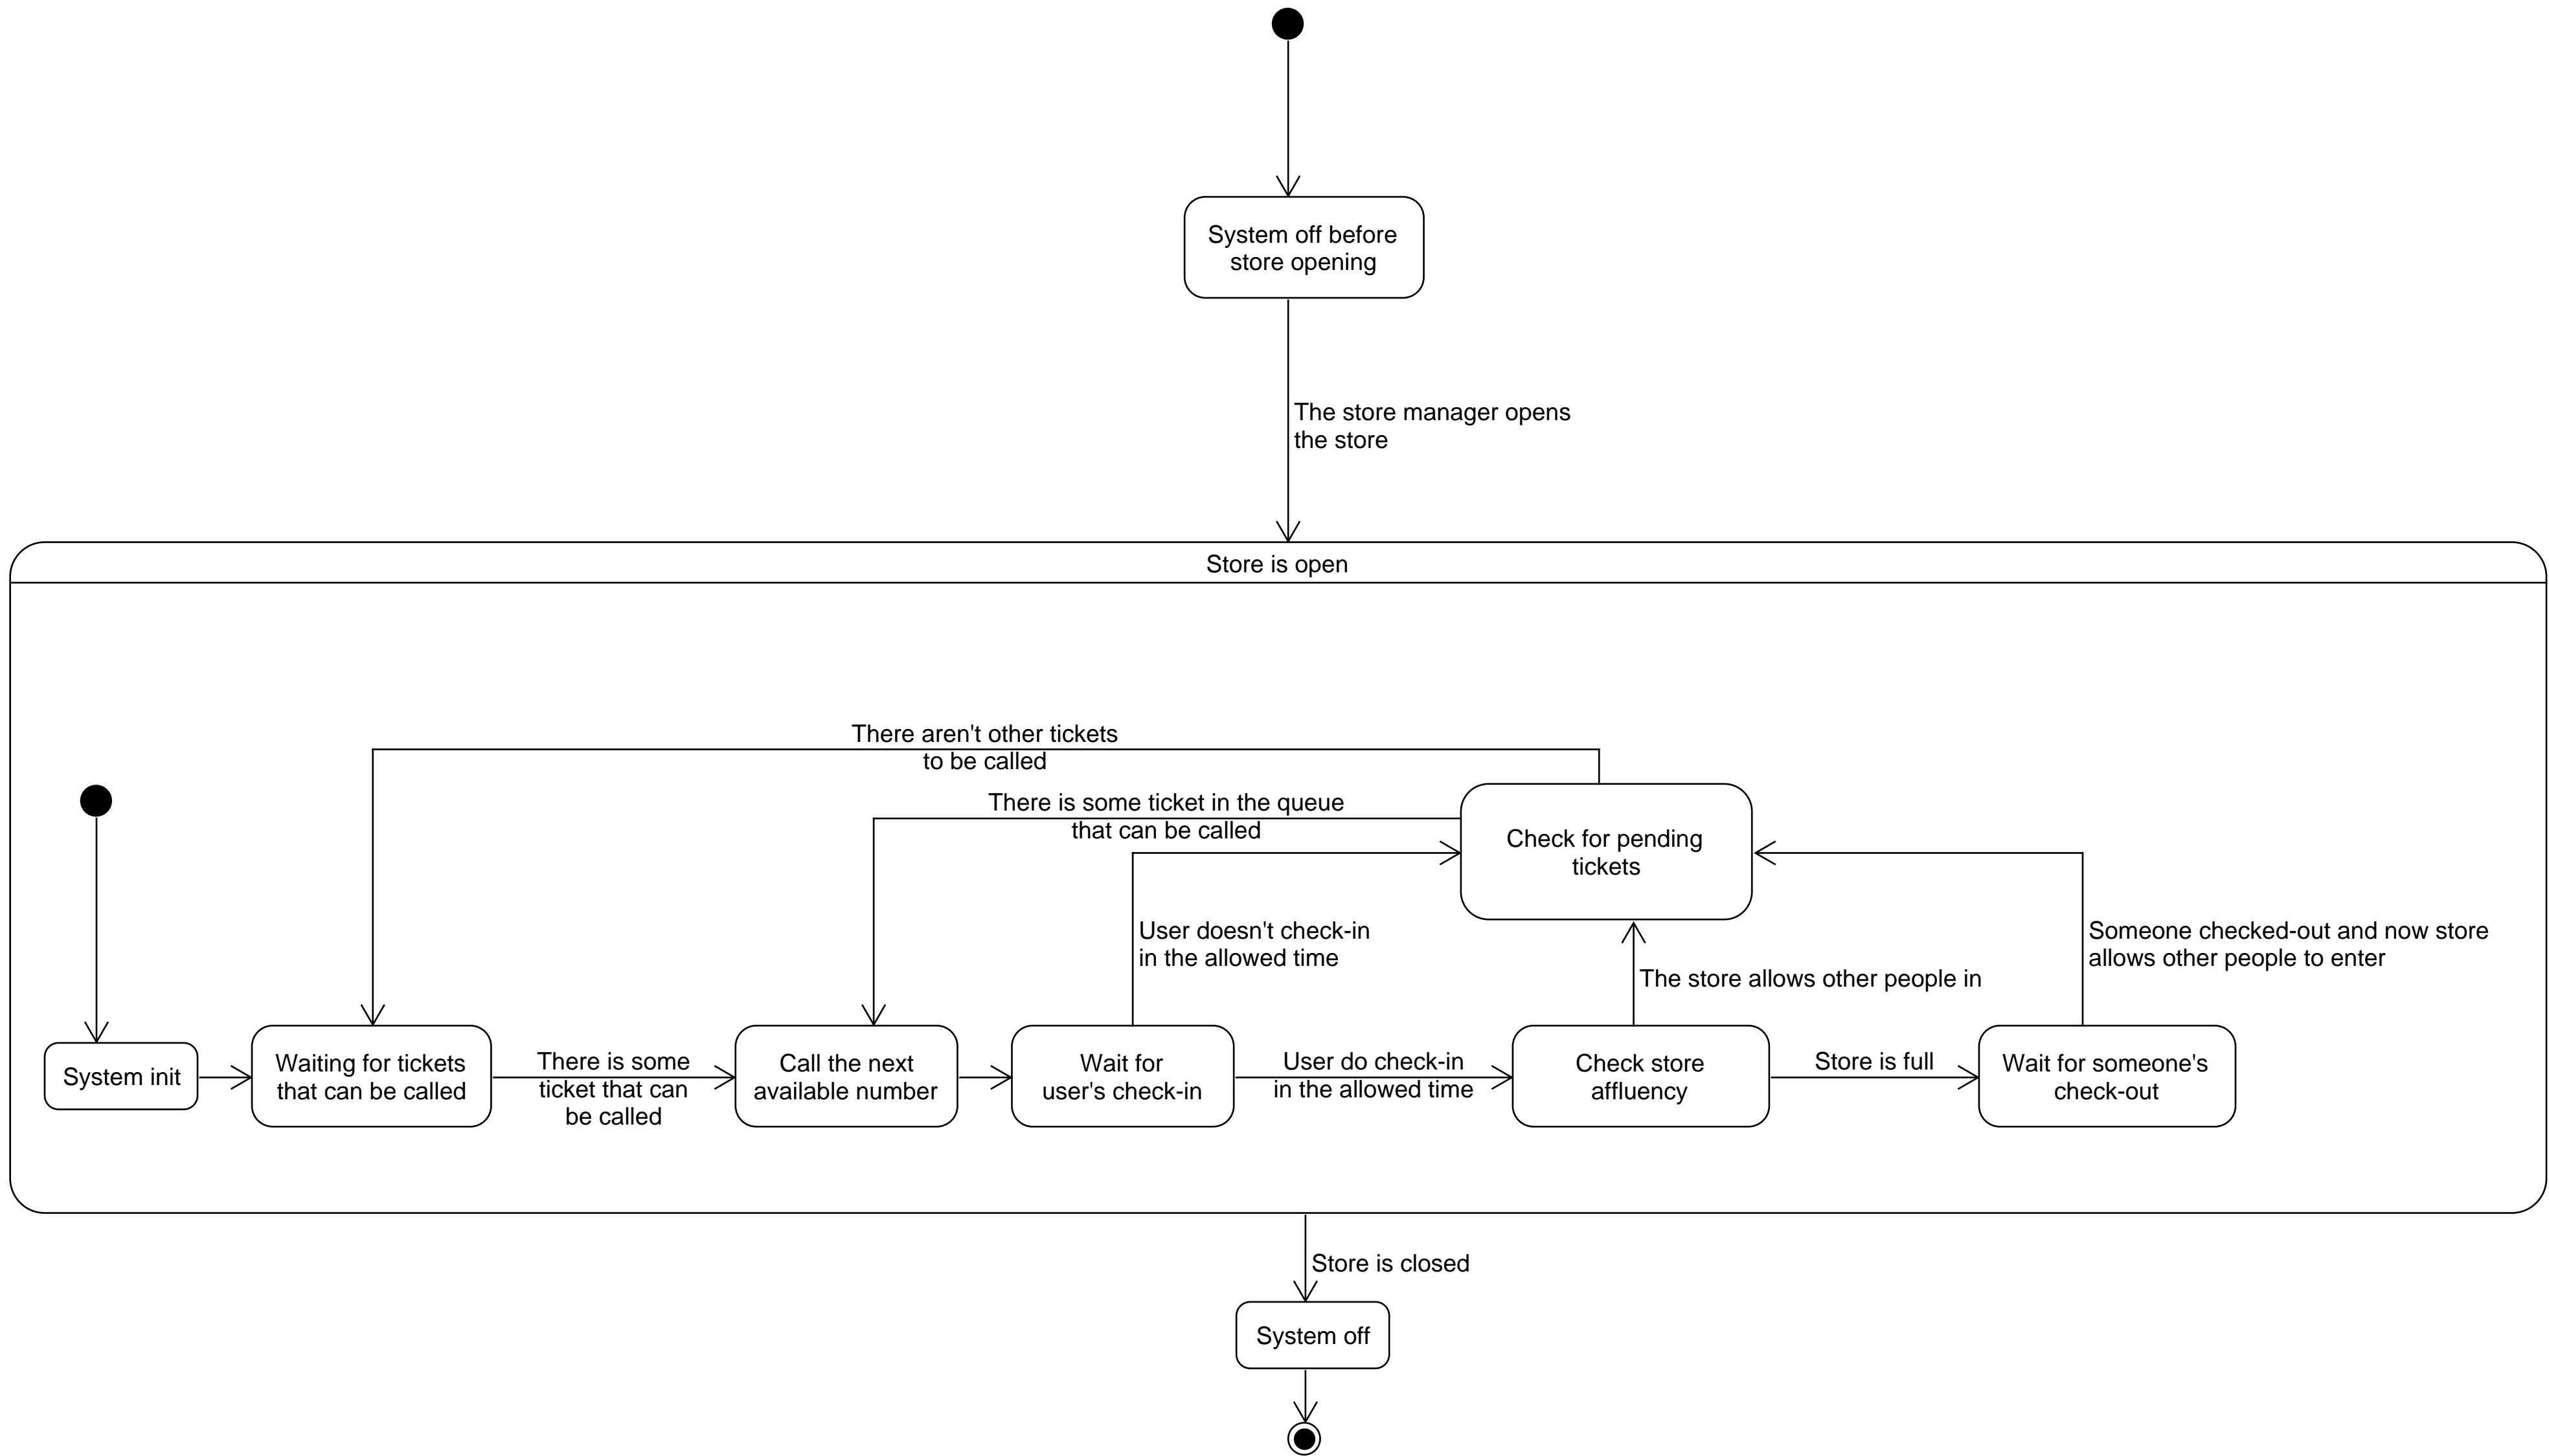 System off before
store opening
The store manager opens
the store
Store is open
There aren't other tickets
to be called
There is some ticket in the queue
that can be called
Check for pending
tickets
User doesn't check-in
in the allowed time
The store allows other people in
Someone checked-out and now store
allows other people to enter
System init
Waiting for tickets
that can be called
There is some
ticket that can
be called
Call the next
available number
Wait for
user's check-in
User do check-in
in the allowed time
Check store
affluency
Store is full
Wait for someone's
check-out
Store is closed
System off